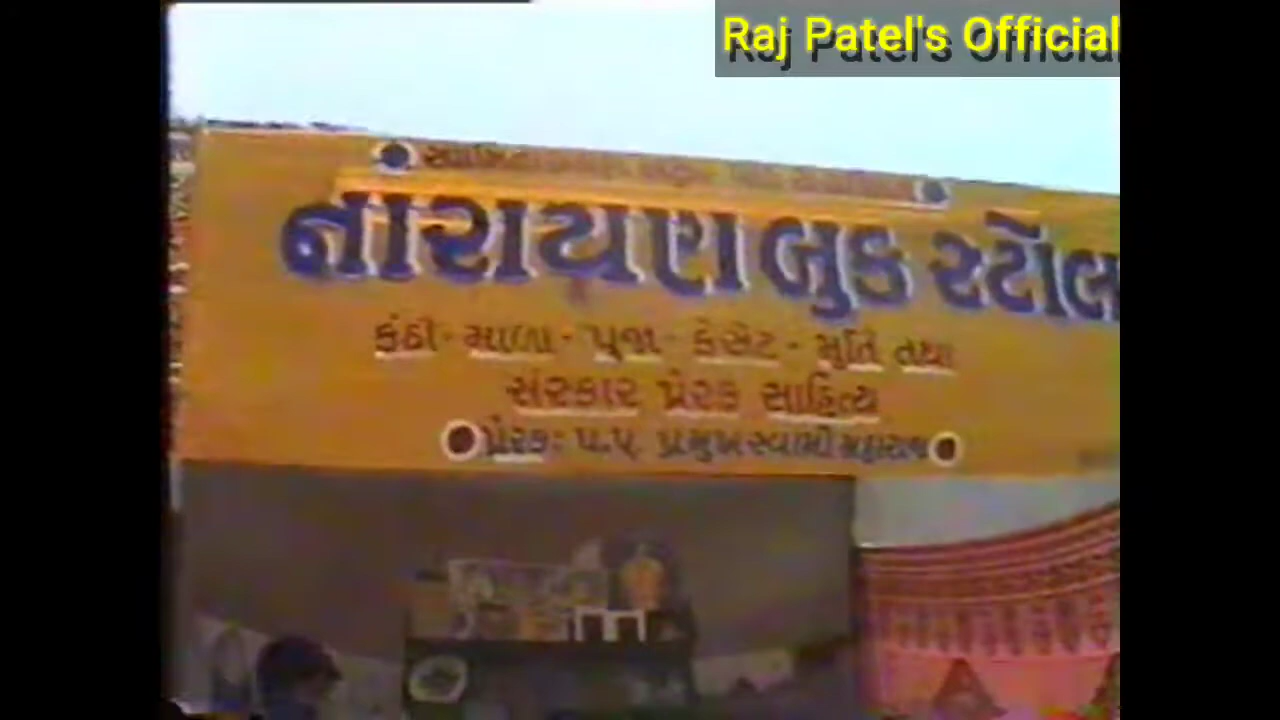 Raj Patel's Official
નારાયણ બુક સ્ટોલ
કંઠી - માળા - પૂજા - કેસેટ - મુર્તિ તથા
સંસ્કાર પ્રેરક સાહિત્ય
પ્રેરક: પ.પૂ. પ્રમુખસ્વામી મહારાજ